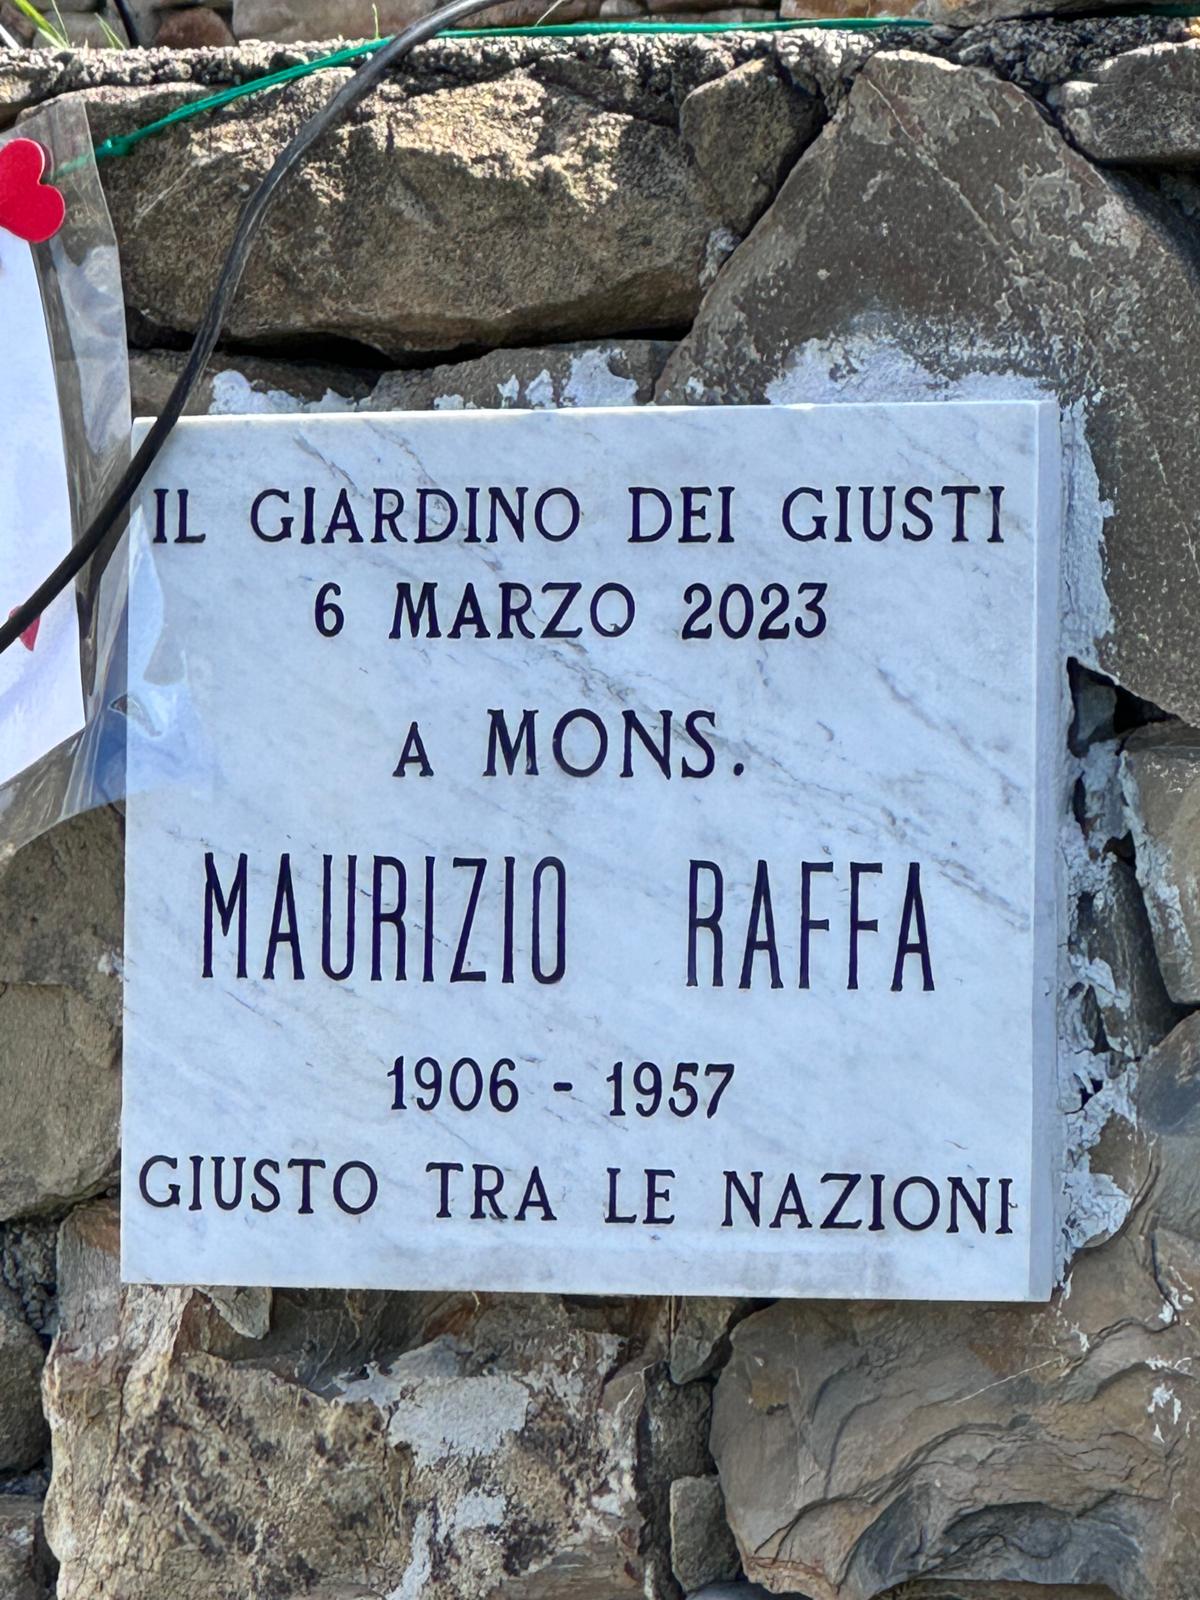 IL GIARDINO DEI GIUSTI
6 MARZO 2023
A MONS.
MAURIZIO RAFFA
1906 - 1957
GIUSTO TRA LE NAZIONI